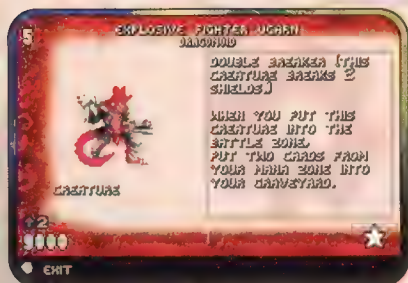 5
EXPLOSIVE FIGHTER UCARN
DRAGONOID
DOUBLE BREAKER (THIS
CREATURE BREAKS 2
SHIELDS.)
WHEN YOU PUT THIS
CREATURE INTO THE
BATTLE ZONE,
PUT TWO CARDS FROM
YOUR MANA ZONE INTO
YOUR GRAVEYARD.
CREATURE
+2
9000
EXIT